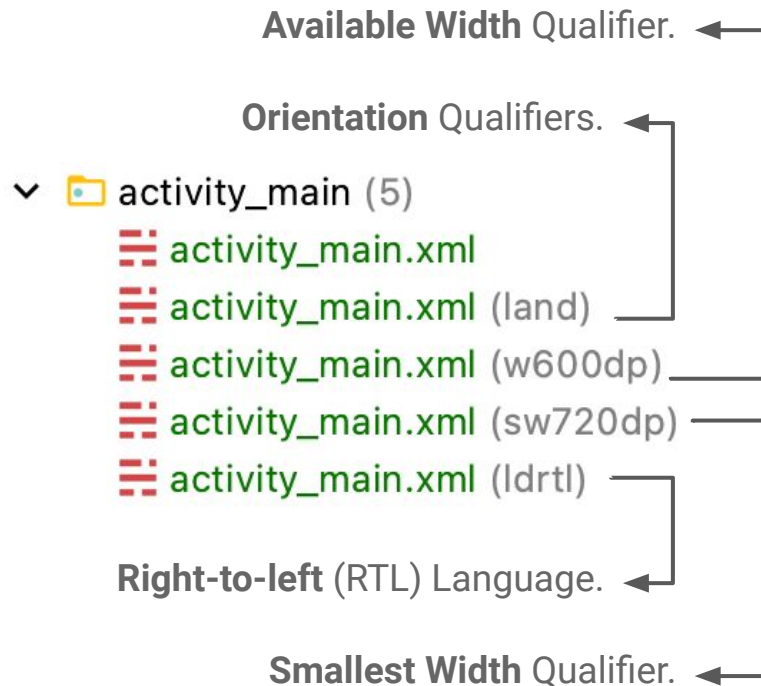 Available Width Qualifier.
Orientation Qualifiers.
activity_main (5)
activity_main.xml
activity_main.xml (land)
activity_main.xml (w600dp)
activity_main.xml (sw720dp)
activity_main.xml (ldrtl)
Right-to-left (RTL) Language.
Smallest Width Qualifier.